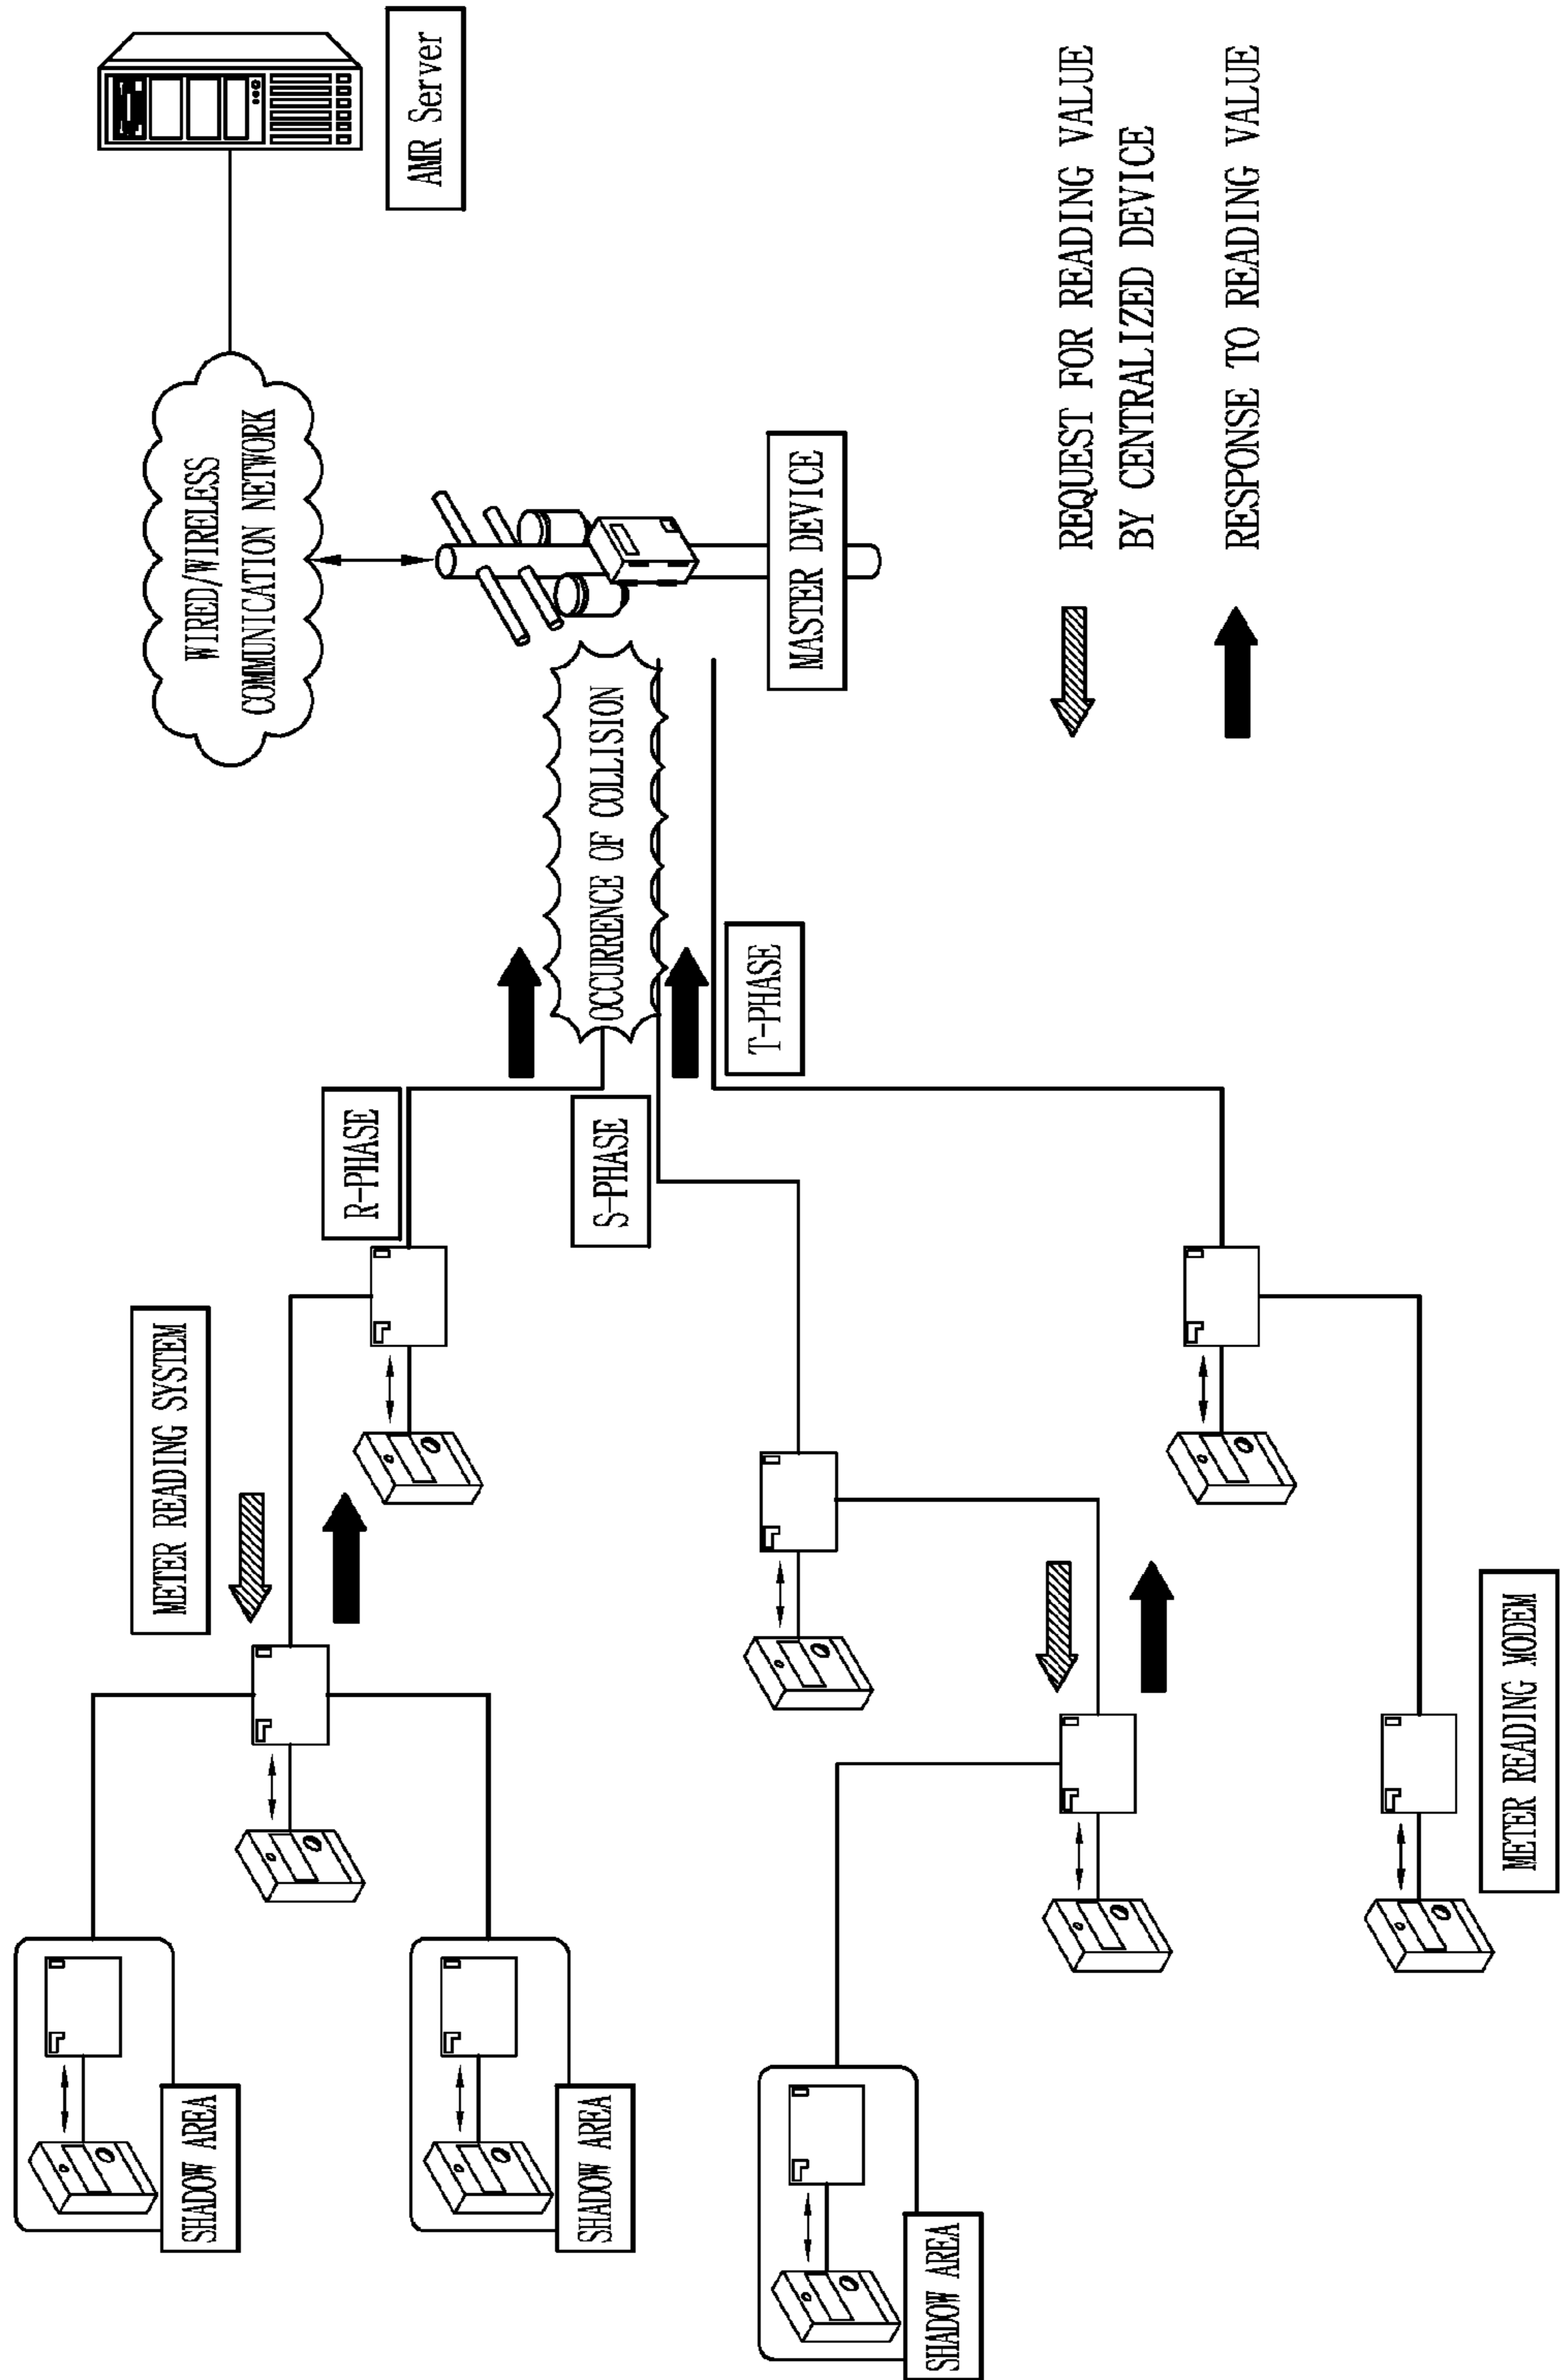 AMR Server
WIRED/WIRELESS
COMMUNICATION NETWORK
MASTER DEVICE
OCCURRENCE OF COLLISION
R-PHASE
S-PHASE
T-PHASE
METER READING SYSTEM
SHADOW AREA
SHADOW AREA
SHADOW AREA
METER READING MODEM
REQUEST FOR READING VALUE
BY CENTRALIZED DEVICE
RESPONSE TO READING VALUE